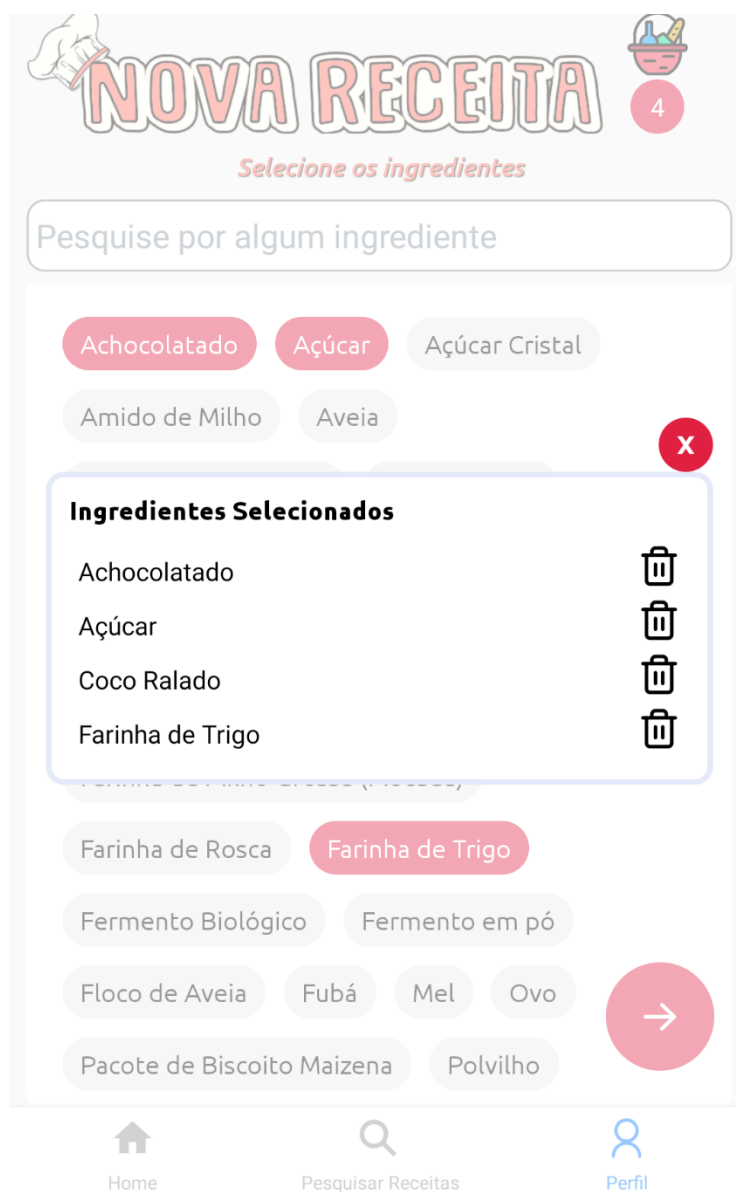 NOVA RECEITA
4
Selecione os ingredientes
Pesquise por algum ingrediente
Achocolatado Açúcar Açúcar Cristal
Amido de Milho Aveia
X
Ingredientes Selecionados
Achocolatado
Açúcar
Coco Ralado
Farinha de Trigo
Farinha de Rosca Farinha de Trigo
Fermento Biológico Fermento em pó
Floco de Aveia Fubá Mel Ovo
Pacote de Biscoito Maizena Polvilho
Home Pesquisar Receitas Perfil